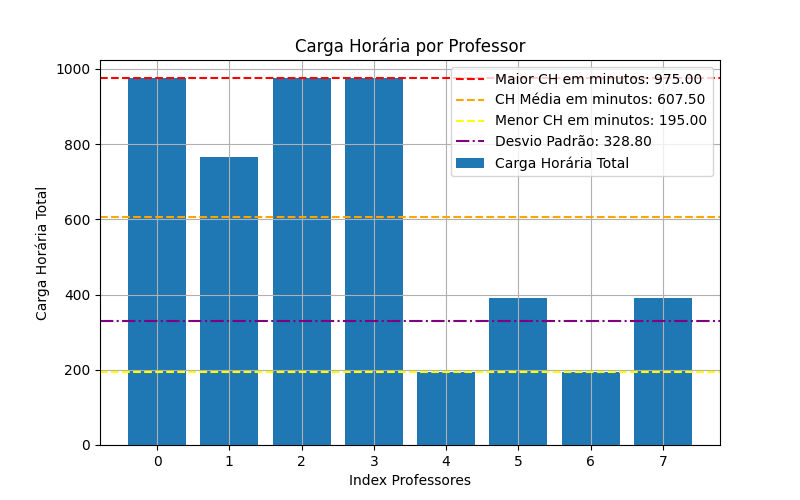 Carga Horária por Professor
Maior CH em minutos: 975.00
CH Média em minutos: 607.50
Menor CH em minutos: 195.00
Desvio Padrão: 328.80
Carga Horária Total
Carga Horária Total
1000
800
600
400
200
0
0 1 2 3 4 5 6 7
Index Professores